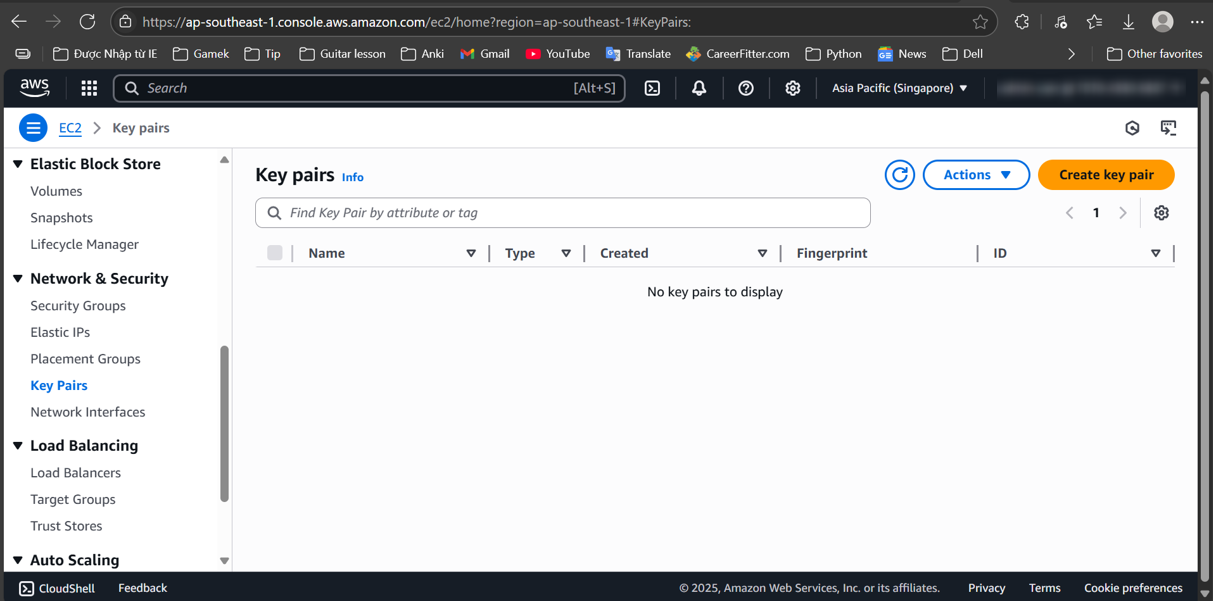 https://ap-southeast-1.console.aws.amazon.com/ec2/home?region=ap-southeast-1#KeyPairs:
Được Nhập từ IE Gamek Tip Guitar lesson Anki Gmail YouTube Translate CareerFitter.com Python News Dell Other favorites
aws Search [Alt+S] Asia Pacific (Singapore)
EC2 Key pairs
Elastic Block Store
Volumes
Snapshots
Lifecycle Manager
Network & Security
Security Groups
Elastic IPs
Placement Groups
Key Pairs
Network Interfaces
Load Balancing
Load Balancers
Target Groups
Trust Stores
Auto Scaling
Key pairs Info
Actions Create key pair
Find Key Pair by attribute or tag
1
Name Type Created Fingerprint ID
No key pairs to display
CloudShell Feedback © 2025, Amazon Web Services, Inc. or its affiliates. Privacy Terms Cookie preferences